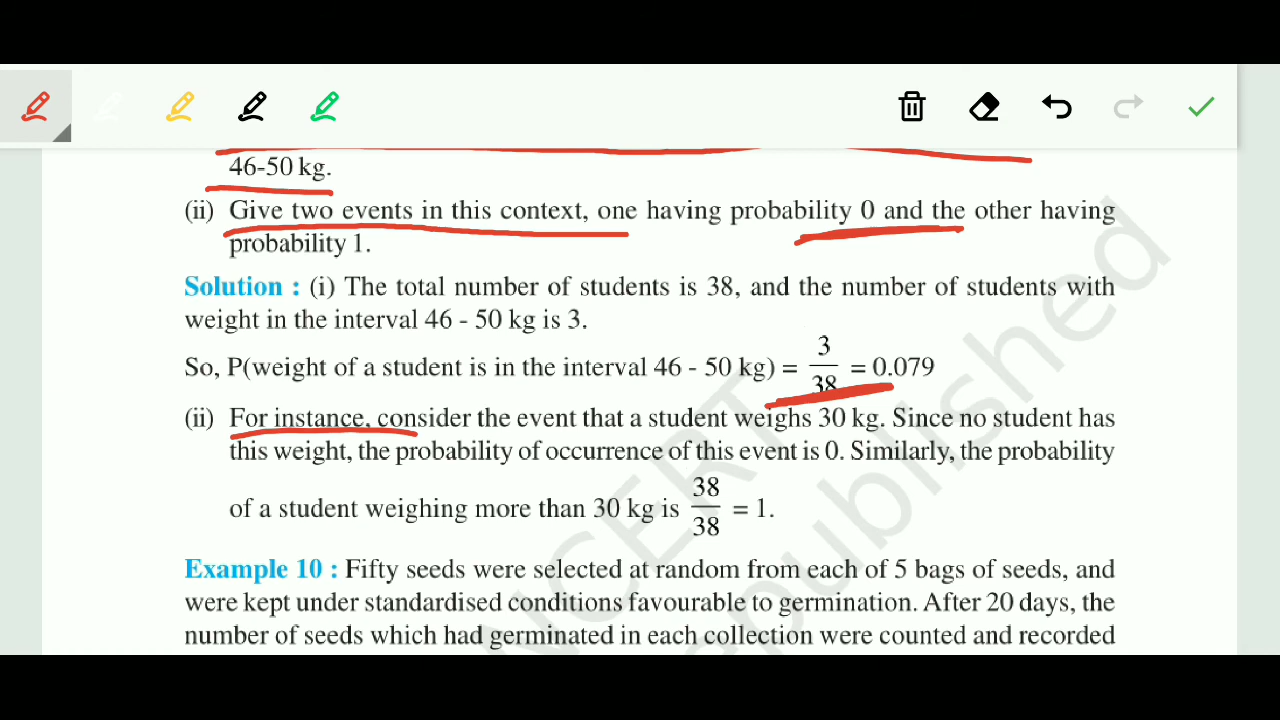 46-50 kg.
(ii) Give two events in this context, one having probability 0 and the other having
probability 1.
Solution : (i) The total number of students is 38, and the number of students with
weight in the interval 46 - 50 kg is 3.
So, P(weight of a student is in the interval 46 - 50 kg) = 3/38 = 0.079
(ii) For instance, consider the event that a student weighs 30 kg. Since no student has
this weight, the probability of occurrence of this event is 0. Similarly, the probability
of a student weighing more than 30 kg is 38/38 = 1.
Example 10 : Fifty seeds were selected at random from each of 5 bags of seeds, and
were kept under standardised conditions favourable to germination. After 20 days, the
number of seeds which had germinated in each collection were counted and recorded
NCERT
republished